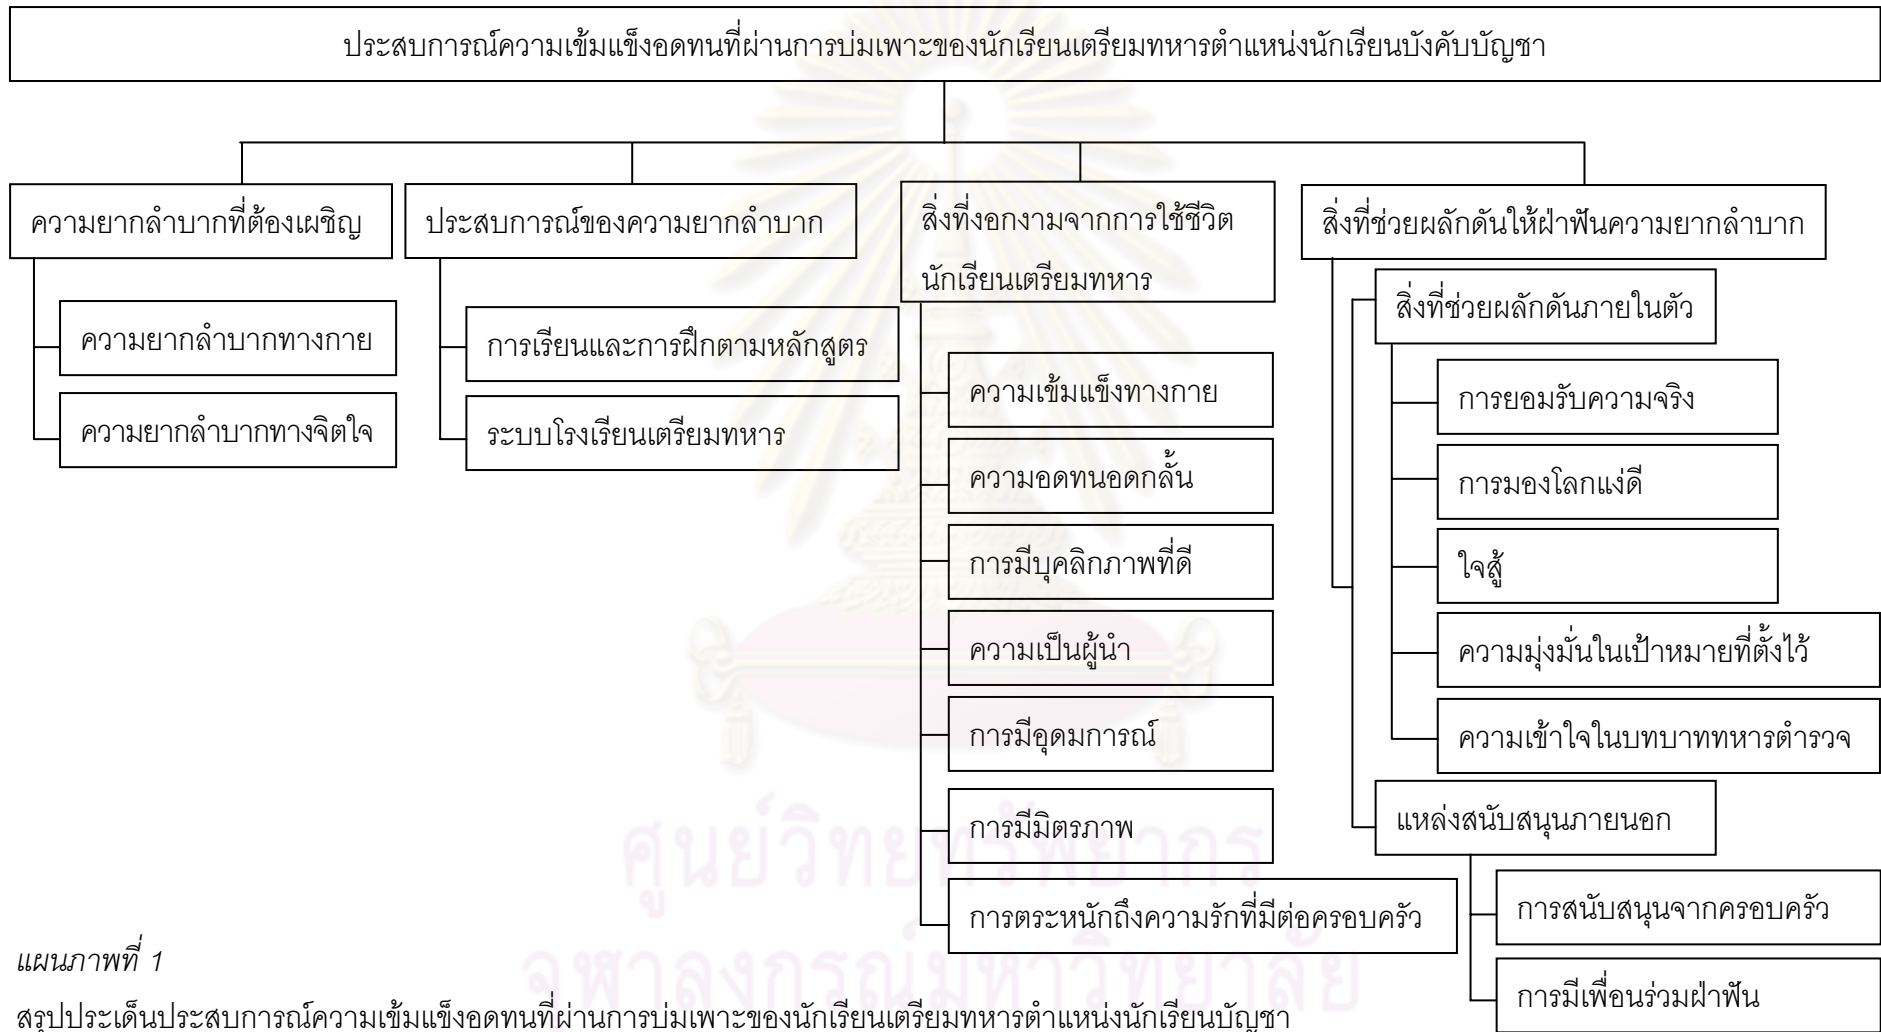 ประสบการณ์ความเข้มแข็งอดทนที่ผ่านการบ่มเพาะของนักเรียนเตรียมทหารตำแหน่งนักเรียนบังคับบัญชา
ความยากลำบากที่ต้องเผชิญ
ความยากลำบากทางกาย
ความยากลำบากทางจิตใจ
ประสบการณ์ของความยากลำบาก
การเรียนและการฝึกตามหลักสูตร
ระบบโรงเรียนเตรียมทหาร
สิ่งที่งอกงามจากการใช้ชีวิต
นักเรียนเตรียมทหาร
ความเข้มแข็งทางกาย
ความอดทนอดกลั้น
การมีบุคลิกภาพที่ดี
ความเป็นผู้นำ
การมีอุดมการณ์
การมีมิตรภาพ
การตระหนักถึงความรักที่มีต่อครอบครัว
สิ่งที่ช่วยผลักดันให้ฝ่าฟันความยากลำบาก
สิ่งที่ช่วยผลักดันภายในตัว
การยอมรับความจริง
การมองโลกแง่ดี
ใจสู้
ความมุ่งมั่นในเป้าหมายที่ตั้งไว้
ความเข้าใจในบทบาททหารตำรวจ
แหล่งสนับสนุนภายนอก
การสนับสนุนจากครอบครัว
การมีเพื่อนร่วมฝ่าฟัน
แผนภาพที่ 1
สรุปประเด็นประสบการณ์ความเข้มแข็งอดทนที่ผ่านการบ่มเพาะของนักเรียนเตรียมทหารตำแหน่งนักเรียนบัญชา
ศูนย์วิทยทรัพยากร
จุฬาลงกรณ์มหาวิทยาลัย